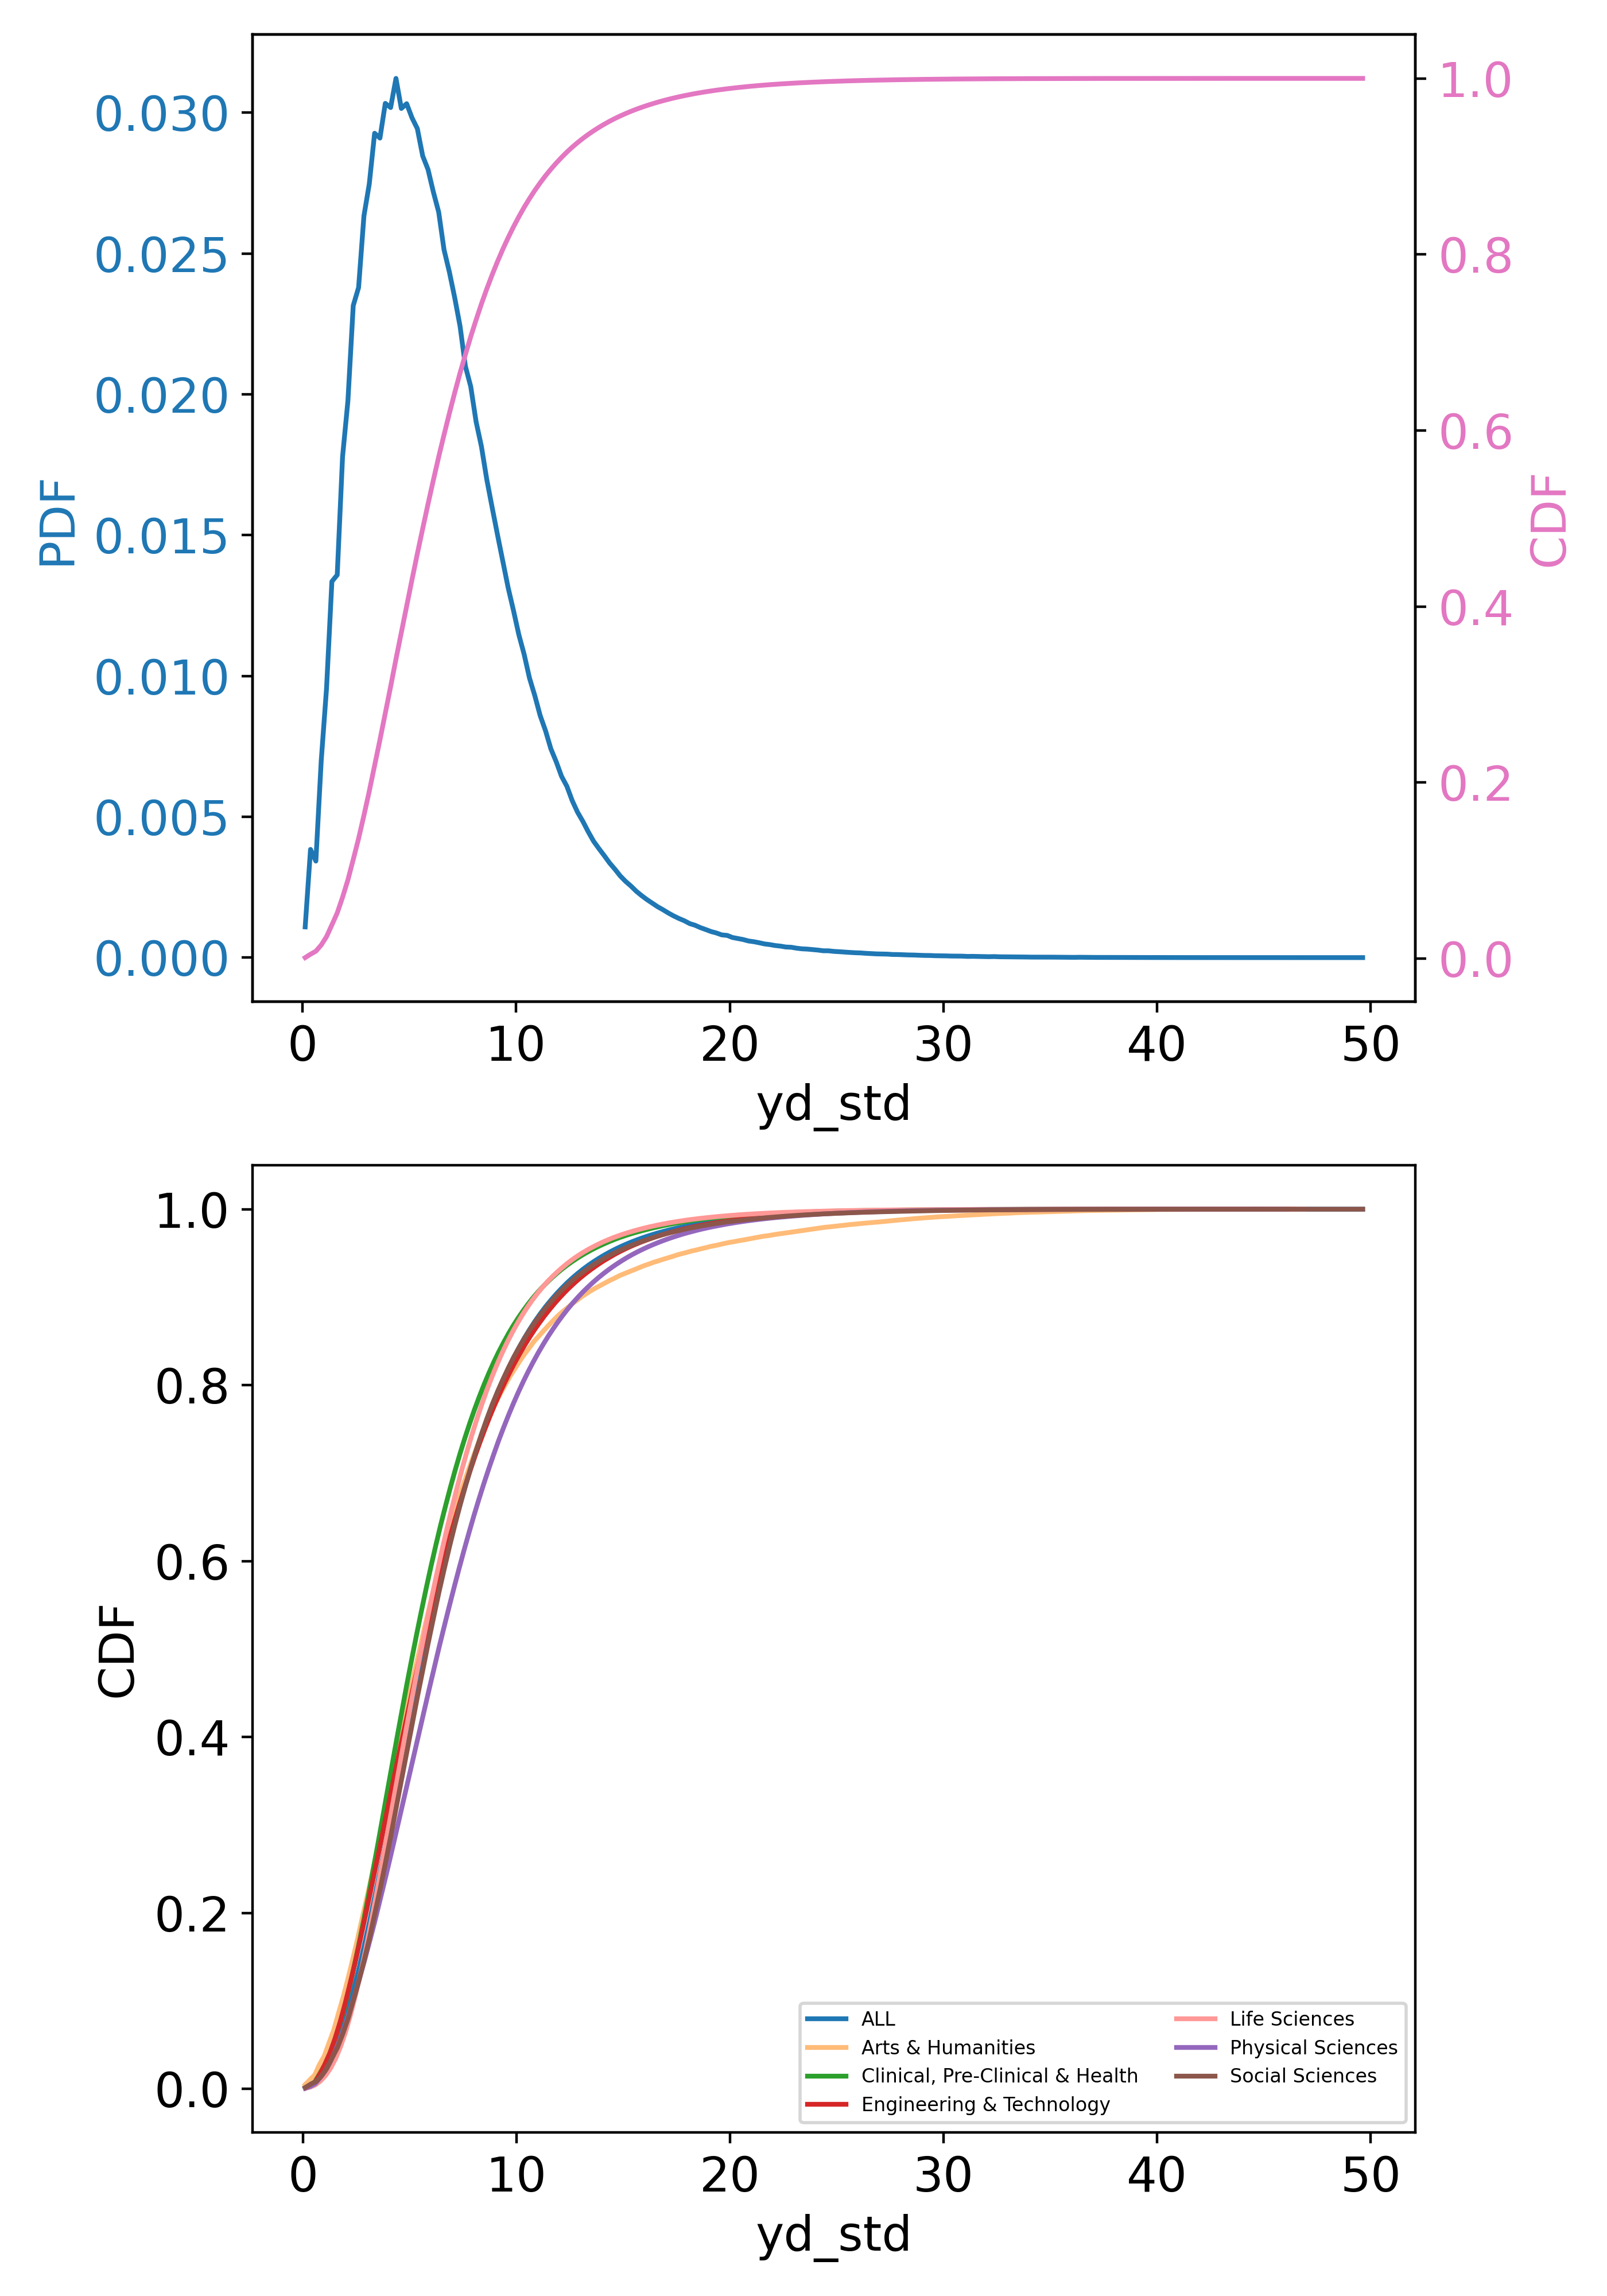 PDF
0.030
0.025
0.020
0.015
0.010
0.005
0.000
1.0
0.8
0.6
0.4
0.2
0.0
CDF
0 10 20 30 40 50
yd_std
CDF
1.0
0.8
0.6
0.4
0.2
0.0
ALL
Arts & Humanities
Clinical, Pre-Clinical & Health
Engineering & Technology
Life Sciences
Physical Sciences
Social Sciences
0 10 20 30 40 50
yd_std